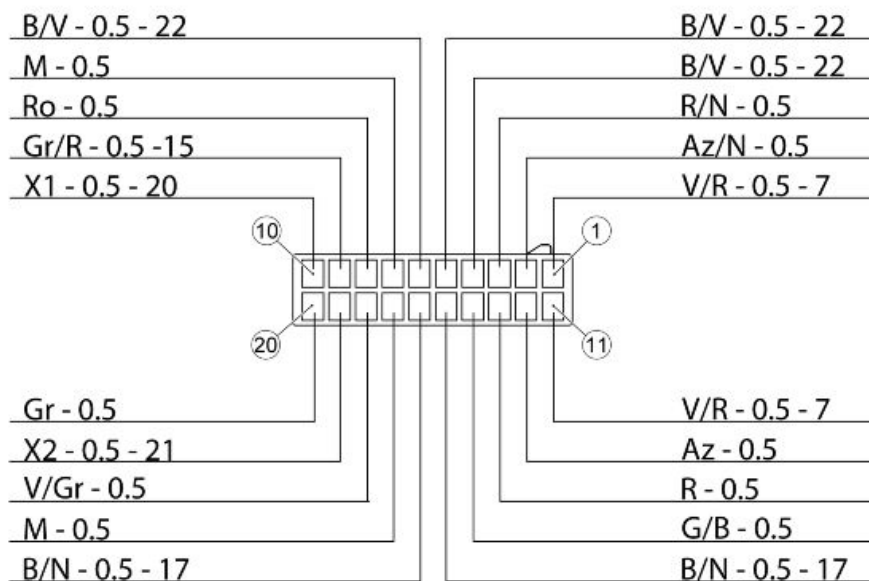 B/V - 0.5 - 22
B/V - 0.5 - 22
M - 0.5
B/V - 0.5 - 22
Ro - 0.5
R/N - 0.5
Gr/R - 0.5 -15
Az/N - 0.5
X1 - 0.5 - 20
V/R - 0.5 - 7
10
1
20
11
Gr - 0.5
V/R - 0.5 - 7
X2 - 0.5 - 21
Az - 0.5
V/Gr - 0.5
R - 0.5
M - 0.5
G/B - 0.5
B/N - 0.5 - 17
B/N - 0.5 - 17